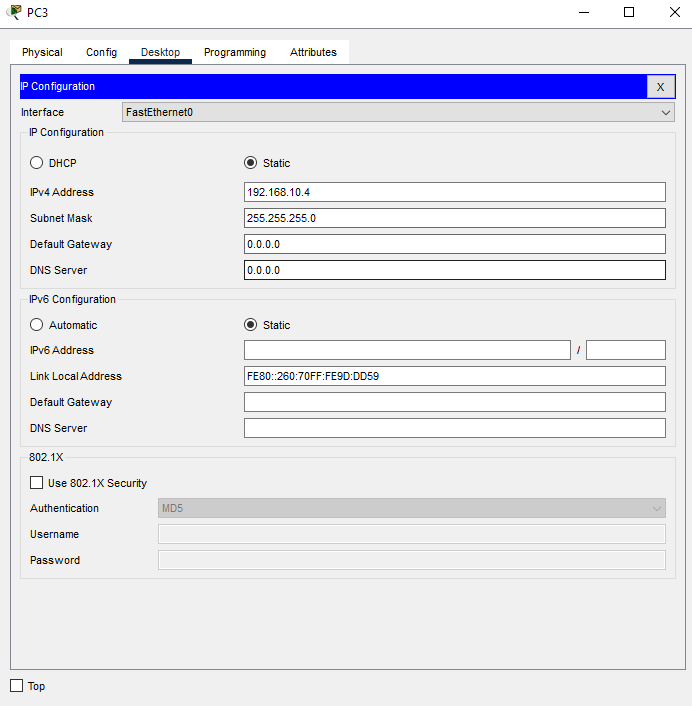 PC3
Physical Config Desktop Programming Attributes
IP Configuration X
Interface FastEthernet0
IP Configuration
DHCP Static
IPv4 Address 192.168.10.4
Subnet Mask 255.255.255.0
Default Gateway 0.0.0.0
DNS Server 0.0.0.0
IPv6 Configuration
Automatic Static
IPv6 Address /
Link Local Address FE80::260:70FF:FE9D:DD59
Default Gateway
DNS Server
802.1X
Use 802.1X Security
Authentication MD5
Username
Password
Top